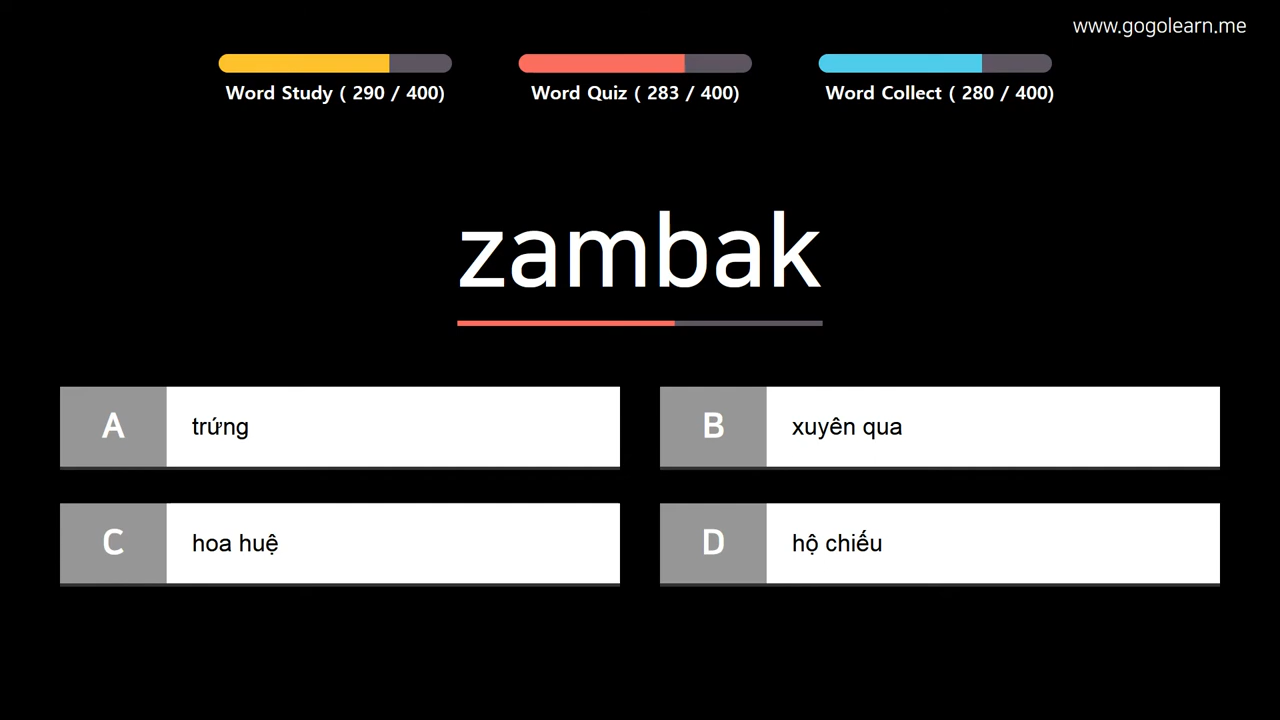 www.gogolearn.me
Word Study ( 290 / 400)
Word Quiz ( 283 / 400)
Word Collect ( 280 / 400)
zambak
A
trứng
B
xuyên qua
C
hoa huệ
D
hộ chiếu